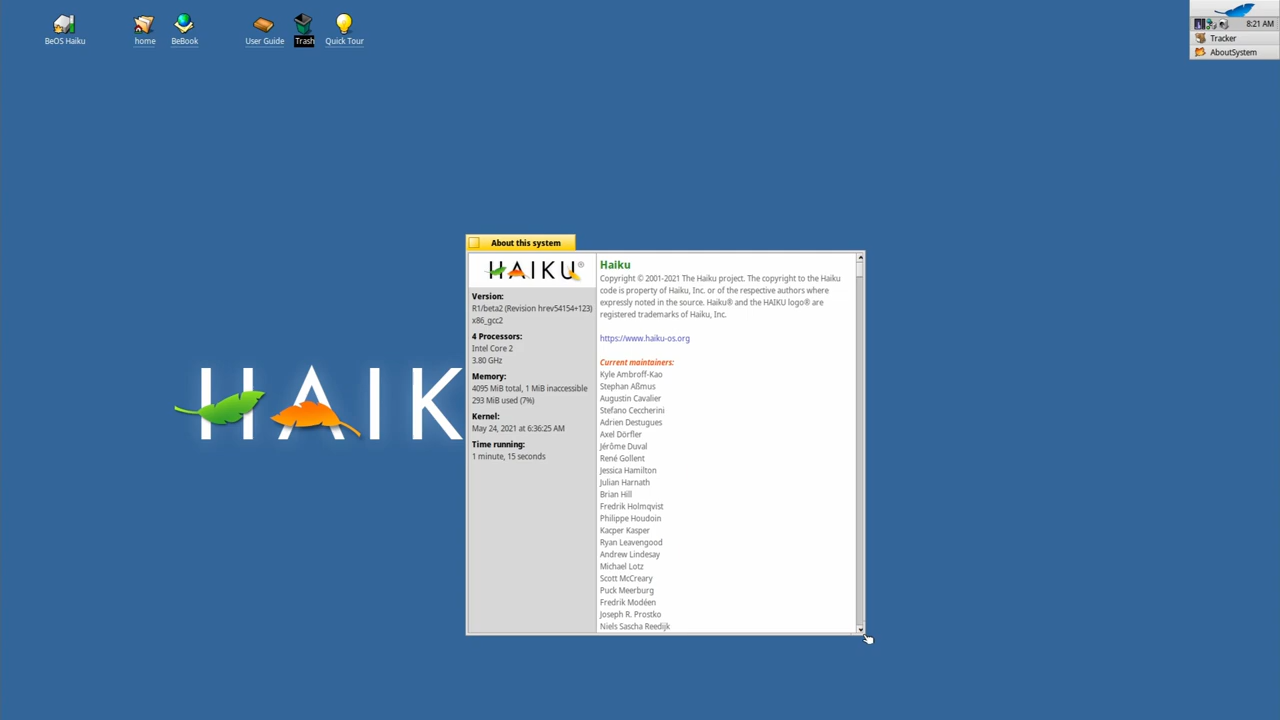 BeOS Haiku
home
BeBook
User Guide
Trash
Quick Tour
8:21 AM
Tracker
AboutSystem
About this system
HAIKU®
Version:
R1/beta2 (Revision hrev54154+123)
x86_gcc2
4 Processors:
Intel Core 2
3.80 GHz
Memory:
4095 MiB total, 1 MiB inaccessible
293 MiB used (7%)
Kernel:
May 24, 2021 at 6:36:25 AM
Time running:
1 minute, 15 seconds
Haiku
Copyright © 2001-2021 The Haiku project. The copyright to the Haiku
code is property of Haiku, Inc. or of the respective authors where
expressly noted in the source. Haiku® and the HAIKU logo® are
registered trademarks of Haiku, Inc.
https://www.haiku-os.org
Current maintainers:
Kyle Ambroff-Kao
Stephan Aßmus
Augustin Cavalier
Stefano Ceccherini
Adrien Destugues
Axel Dörfler
Jérôme Duval
René Gollent
Jessica Hamilton
Julian Harnath
Brian Hill
Fredrik Holmqvist
Philippe Houdoin
Kacper Kasper
Ryan Leavengood
Andrew Lindesay
Michael Lotz
Scott McCreary
Puck Meerburg
Fredrik Modéen
Joseph R. Prostko
Niels Sascha Reedijk
HAIK